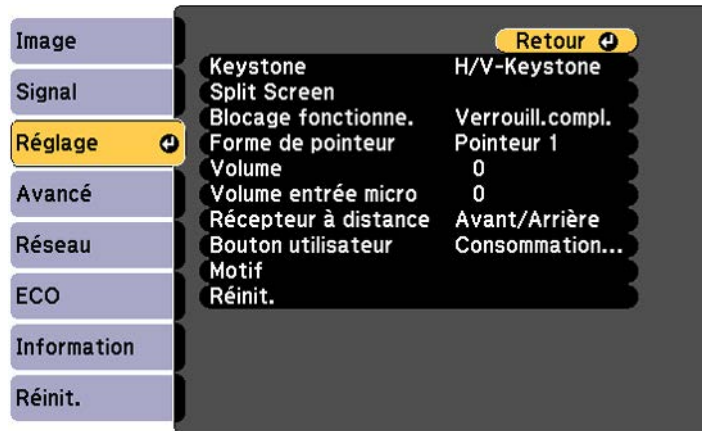 Image
Signal
Réglage
Avancé
Réseau
ECO
Information
Réinit.
Retour
Keystone H/V-Keystone
Split Screen
Blocage fonctionne. Verrouill.compl.
Forme de pointeur Pointeur 1
Volume 0
Volume entrée micro 0
Récepteur à distance Avant/Arrière
Bouton utilisateur Consommation...
Motif
Réinit.